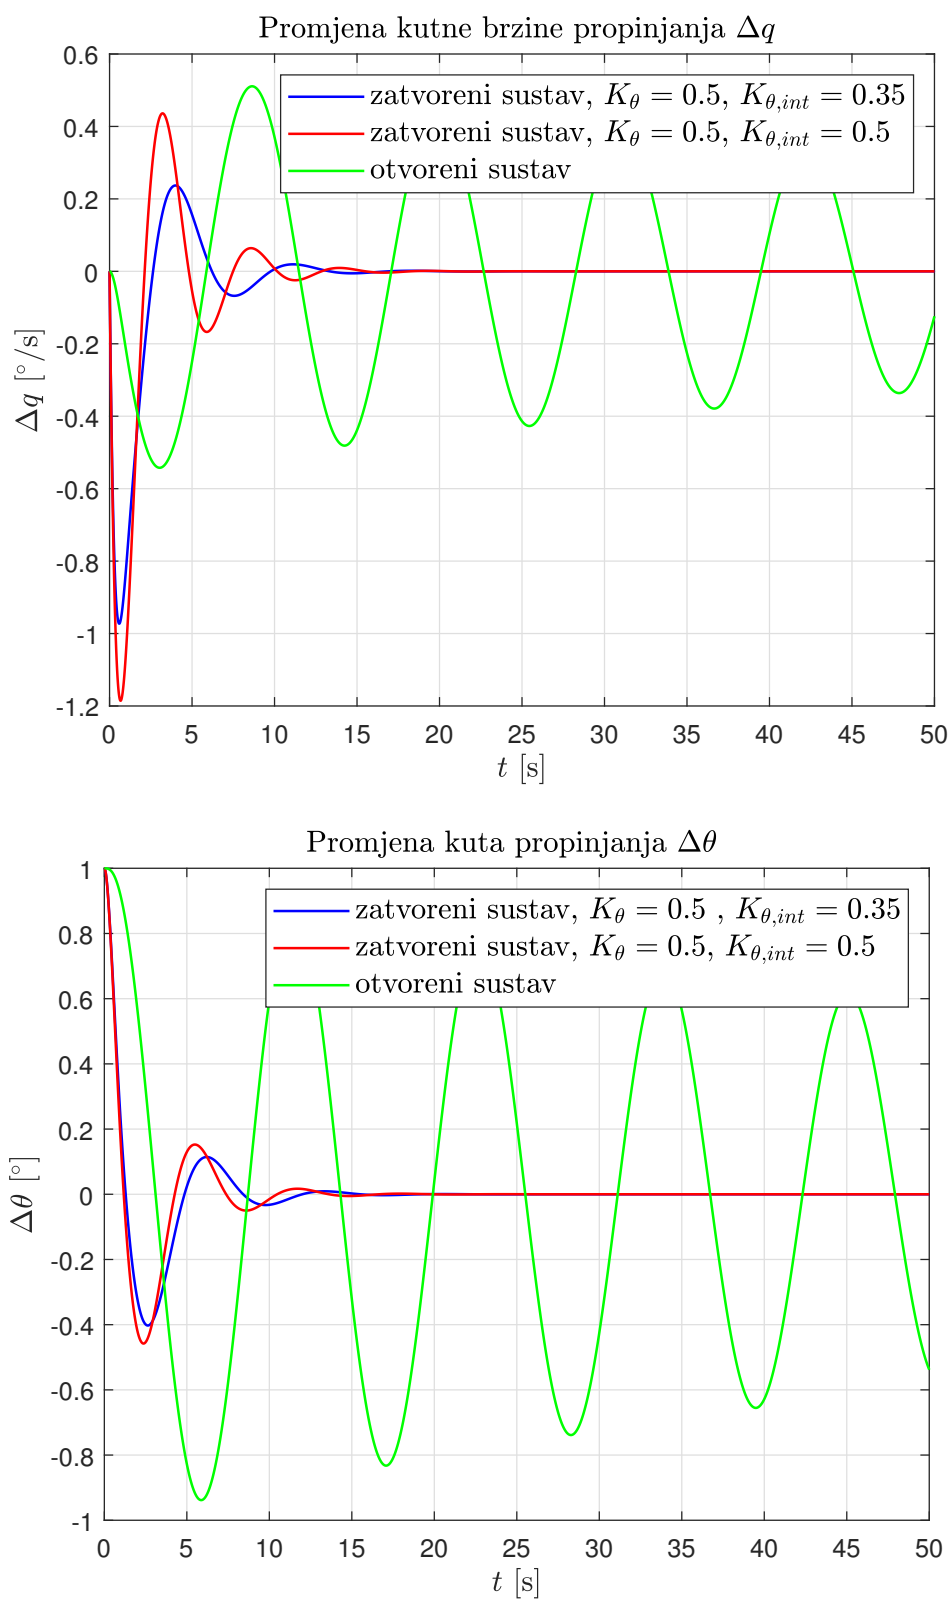 Promjena kutne brzine propinjanja Δq
0.6
zatvoreni sustav, K_θ = 0.5, K_{θ,int} = 0.35
zatvoreni sustav, K_θ = 0.5, K_{θ,int} = 0.5
otvoreni sustav
0.4
0.2
0
-0.2
-0.4
-0.6
-0.8
-1
-1.2
Δq [°/s]
0 5 10 15 20 25 30 35 40 45 50
t [s]
Promjena kuta propinjanja Δθ
1
zatvoreni sustav, K_θ = 0.5 , K_{θ,int} = 0.35
zatvoreni sustav, K_θ = 0.5, K_{θ,int} = 0.5
otvoreni sustav
0.8
0.6
0.4
0.2
0
-0.2
-0.4
-0.6
-0.8
-1
Δθ [°]
0 5 10 15 20 25 30 35 40 45 50
t [s]